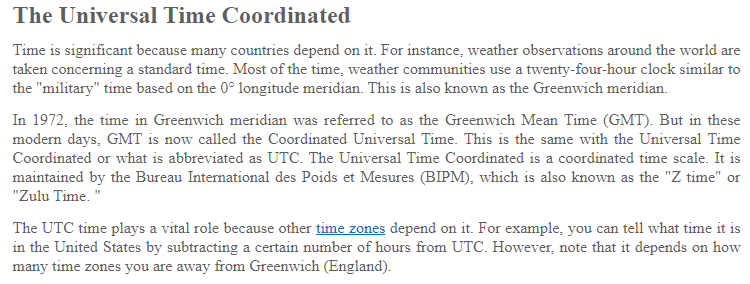 The Universal Time Coordinated
Time is significant because many countries depend on it. For instance, weather observations around the world are
taken concerning a standard time. Most of the time, weather communities use a twenty-four-hour clock similar to
the "military" time based on the 0° longitude meridian. This is also known as the Greenwich meridian.
In 1972, the time in Greenwich meridian was referred to as the Greenwich Mean Time (GMT). But in these
modern days, GMT is now called the Coordinated Universal Time. This is the same with the Universal Time
Coordinated or what is abbreviated as UTC. The Universal Time Coordinated is a coordinated time scale. It is
maintained by the Bureau International des Poids et Mesures (BIPM), which is also known as the "Z time" or
"Zulu Time. "
The UTC time plays a vital role because other time zones depend on it. For example, you can tell what time it is
in the United States by subtracting a certain number of hours from UTC. However, note that it depends on how
many time zones you are away from Greenwich (England).